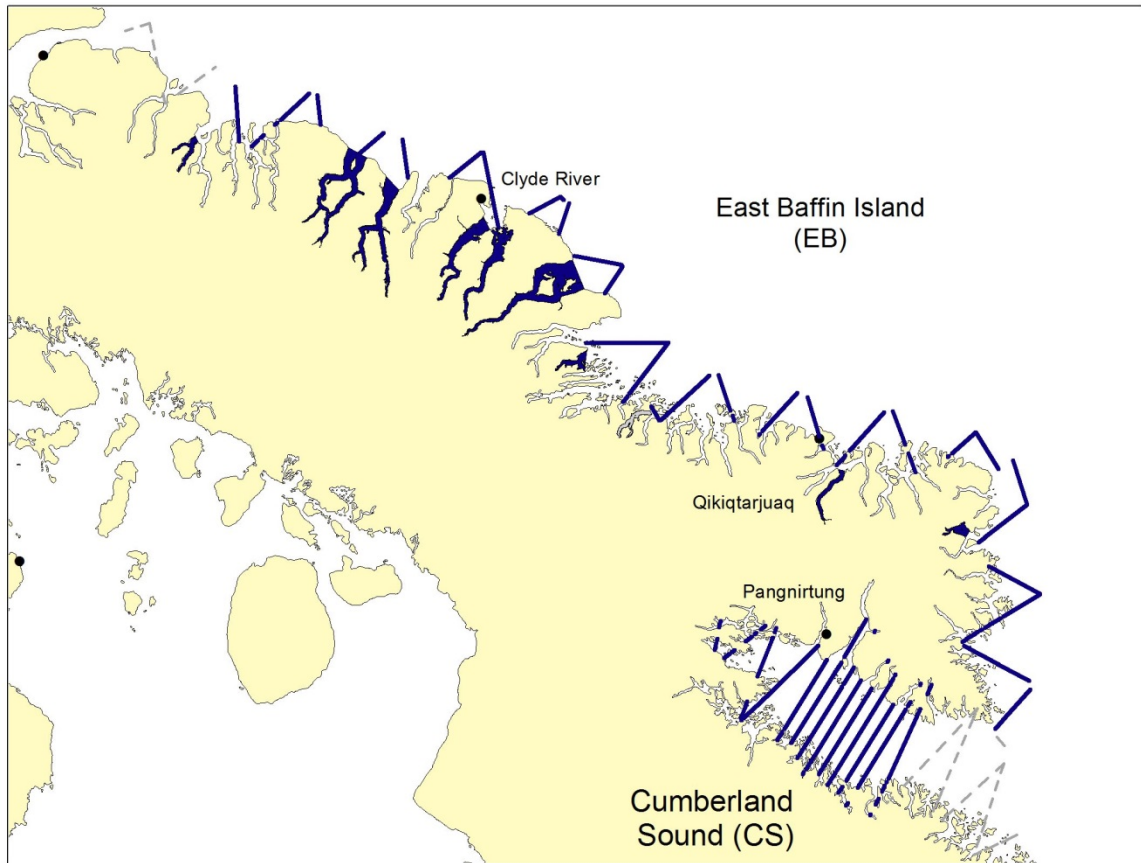 Clyde River
East Baffin Island
(EB)
Qikiqtarjuaq
Pangnirtung
Cumberland
Sound (CS)